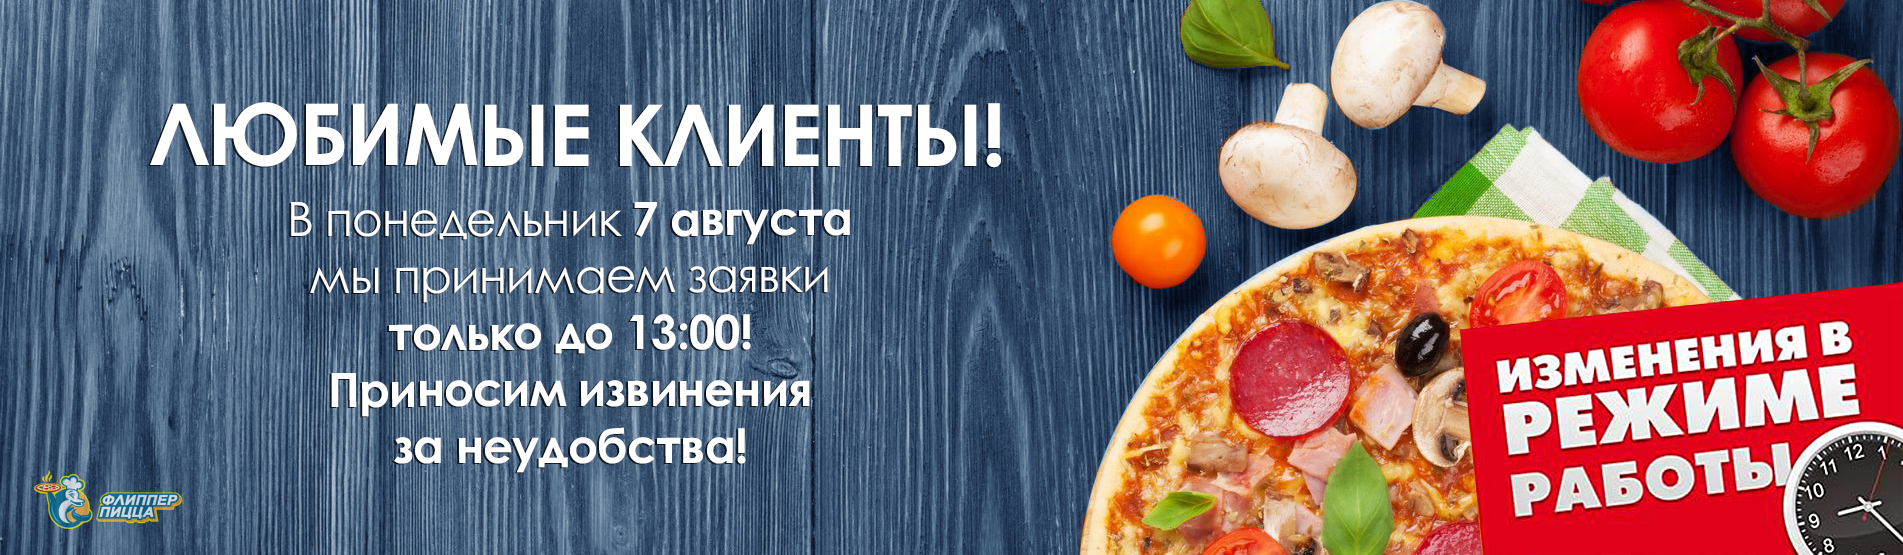 ЛЮБИМЫЕ КЛИЕНТЫ!
В понедельник 7 августа
мы принимаем заявки
только до 13:00!
Приносим извинения
за неудобства!
ФЛИППЕР
ПИЦЦА
ИЗМЕНЕНИЯ В
РЕЖИМЕ
РАБОТЫ
12
1
11
10
9
8